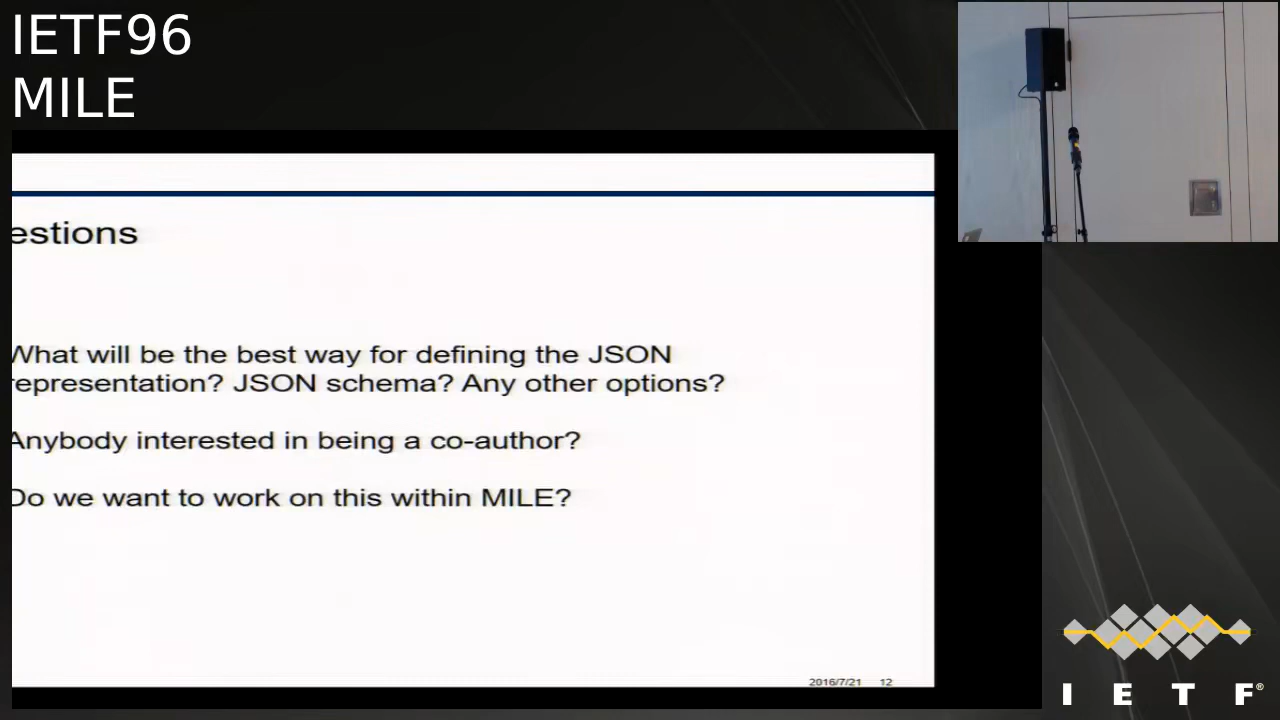 IETF96
MILE
estions
What will be the best way for defining the JSON
representation? JSON schema? Any other options?
Anybody interested in being a co-author?
Do we want to work on this within MILE?
2016/7/21 12
I E T F®